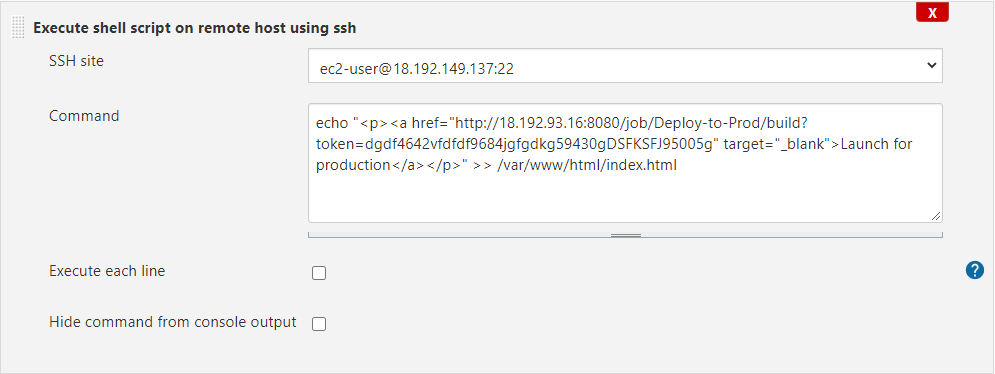 X
Execute shell script on remote host using ssh
SSH site
ec2-user@18.192.149.137:22
Command
echo "<p><a href="http://18.192.93.16:8080/job/Deploy-to-Prod/build?
token=dgdf4642vfdfdf9684jgfgdkg59430gDSFKSFJ95005g" target="_blank">Launch for
production</a></p>" >> /var/www/html/index.html
Execute each line
?
Hide command from console output